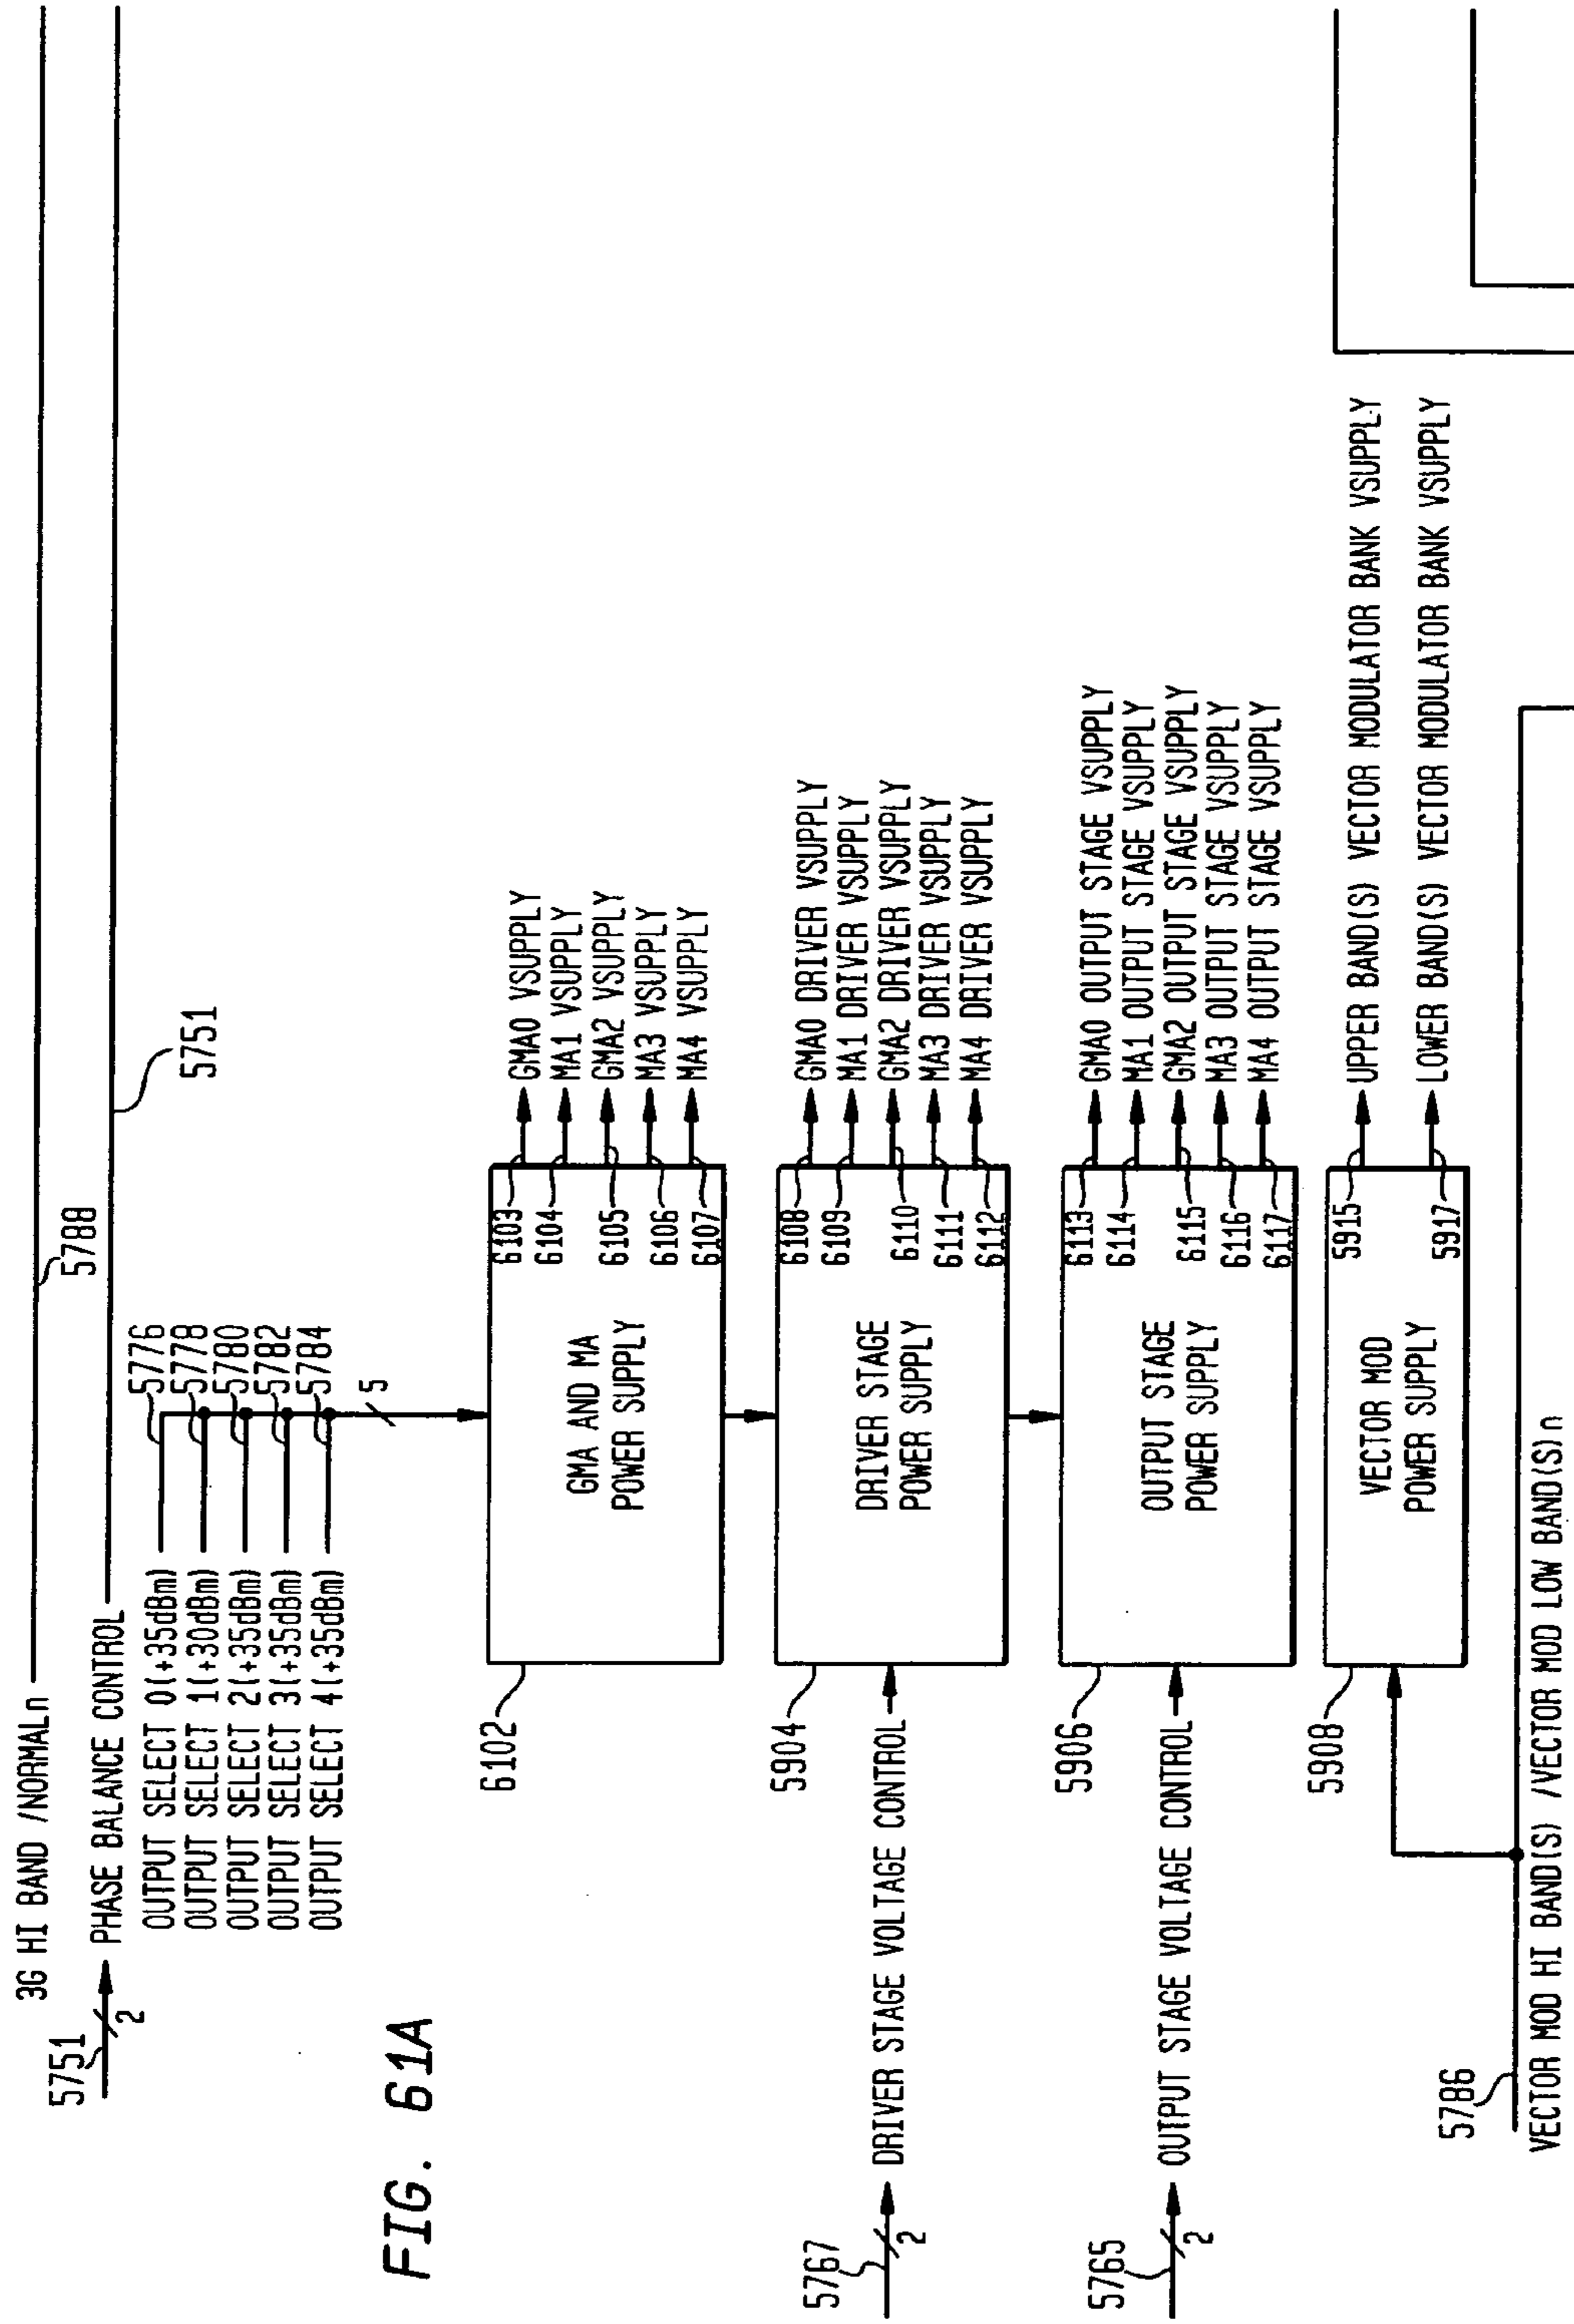 3G HI BAND /NORMALn
5788
5751
2
PHASE BALANCE CONTROL
5751
OUTPUT SELECT 0(+35dBm)
5776
OUTPUT SELECT 1(+30dBm)
5778
OUTPUT SELECT 2(+35dBm)
5780
OUTPUT SELECT 3(+35dBm)
5782
OUTPUT SELECT 4(+35dBm)
5784
5
FIG. 61A
6102
GMA AND MA
POWER SUPPLY
6103
GMA0 VSUPPLY
6104
MA1 VSUPPLY
6105
GMA2 VSUPPLY
6106
MA3 VSUPPLY
6107
MA4 VSUPPLY
5767
2
DRIVER STAGE VOLTAGE CONTROL
5904
DRIVER STAGE
POWER SUPPLY
6108
GMA0 DRIVER VSUPPLY
6109
MA1 DRIVER VSUPPLY
6110
GMA2 DRIVER VSUPPLY
6111
MA3 DRIVER VSUPPLY
6112
MA4 DRIVER VSUPPLY
5765
2
OUTPUT STAGE VOLTAGE CONTROL
5906
OUTPUT STAGE
POWER SUPPLY
6113
GMA0 OUTPUT STAGE VSUPPLY
6114
MA1 OUTPUT STAGE VSUPPLY
6115
GMA2 OUTPUT STAGE VSUPPLY
6116
MA3 OUTPUT STAGE VSUPPLY
6117
MA4 OUTPUT STAGE VSUPPLY
5908
VECTOR MOD
POWER SUPPLY
5915
UPPER BAND(S) VECTOR MODULATOR BANK VSUPPLY
5917
LOWER BAND(S) VECTOR MODULATOR BANK VSUPPLY
5786
VECTOR MOD HI BAND(S) /VECTOR MOD LOW BAND(S)n